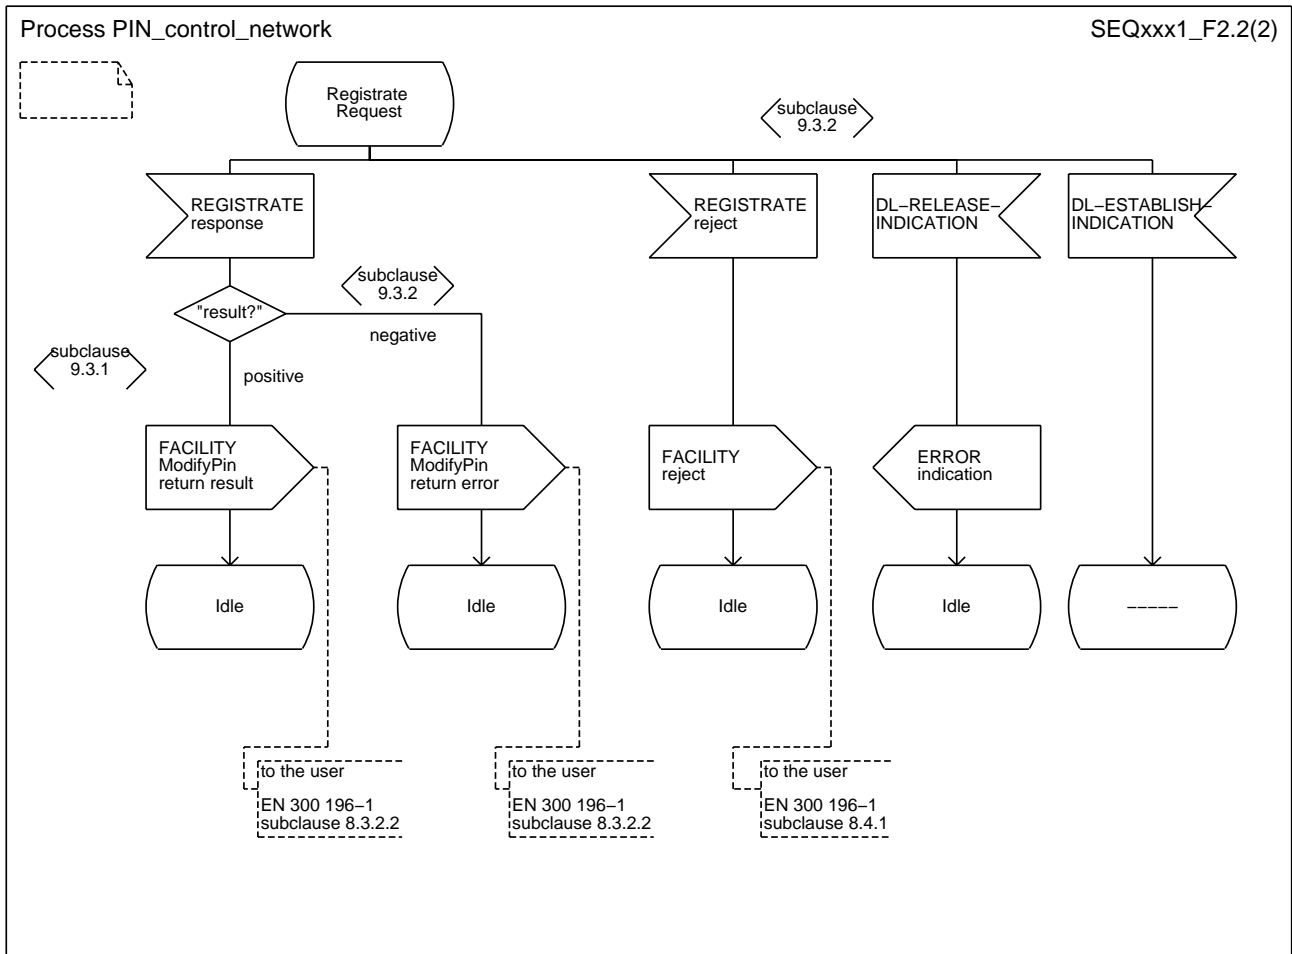 Process PIN_control_network
SEQxxx1_F2.2(2)
Registrate
Request
subclause
9.3.2
REGISTRATE
response
REGISTRATE
reject
DL−RELEASE−
INDICATION
DL−ESTABLISH−
INDICATION
subclause
9.3.2
"result?"
negative
subclause
9.3.1
positive
FACILITY
ModifyPin
return result
FACILITY
ModifyPin
return error
FACILITY
reject
ERROR
indication
Idle
Idle
Idle
Idle
−−−−−
to the user
EN 300 196−1
subclause 8.3.2.2
to the user
EN 300 196−1
subclause 8.3.2.2
to the user
EN 300 196−1
subclause 8.4.1